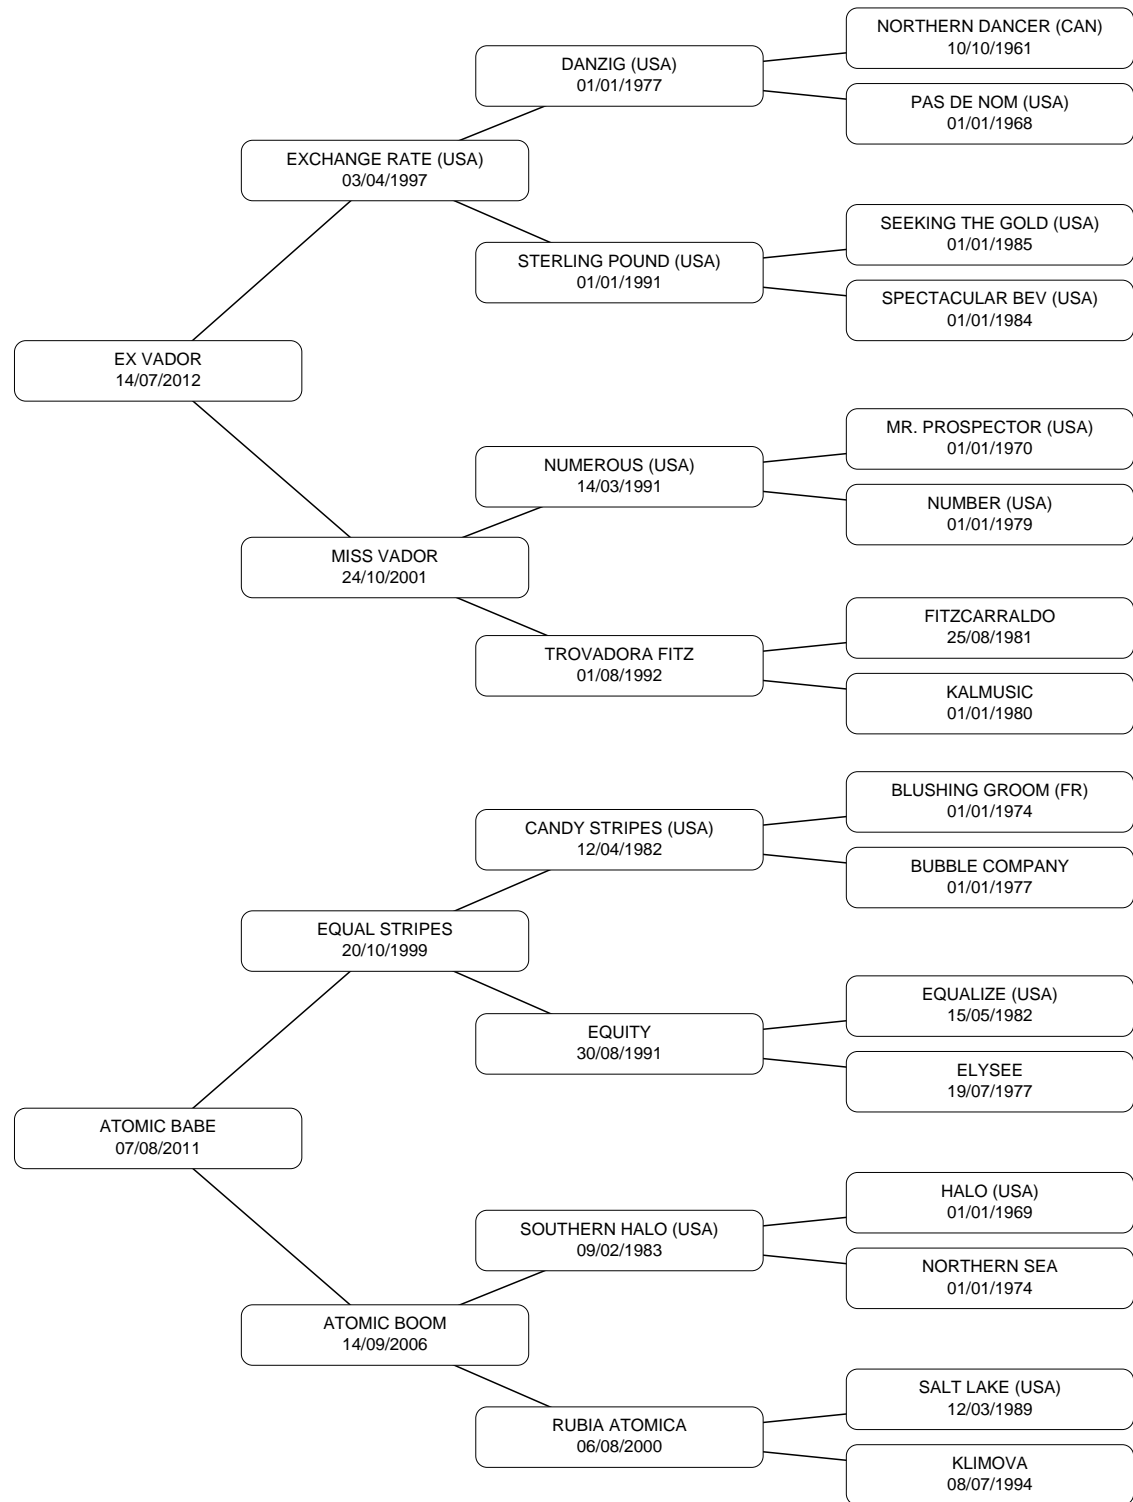 NORTHERN DANCER (CAN)
10/10/1961
DANZIG (USA)
01/01/1977
PAS DE NOM (USA)
01/01/1968
EXCHANGE RATE (USA)
03/04/1997
SEEKING THE GOLD (USA)
01/01/1985
STERLING POUND (USA)
01/01/1991
SPECTACULAR BEV (USA)
01/01/1984
EX VADOR
14/07/2012
MR. PROSPECTOR (USA)
01/01/1970
NUMEROUS (USA)
14/03/1991
NUMBER (USA)
01/01/1979
MISS VADOR
24/10/2001
FITZCARRALDO
25/08/1981
TROVADORA FITZ
01/08/1992
KALMUSIC
01/01/1980
BLUSHING GROOM (FR)
01/01/1974
CANDY STRIPES (USA)
12/04/1982
BUBBLE COMPANY
01/01/1977
EQUAL STRIPES
20/10/1999
EQUALIZE (USA)
15/05/1982
EQUITY
30/08/1991
ELYSEE
19/07/1977
ATOMIC BABE
07/08/2011
HALO (USA)
01/01/1969
SOUTHERN HALO (USA)
09/02/1983
NORTHERN SEA
01/01/1974
ATOMIC BOOM
14/09/2006
SALT LAKE (USA)
12/03/1989
RUBIA ATOMICA
06/08/2000
KLIMOVA
08/07/1994